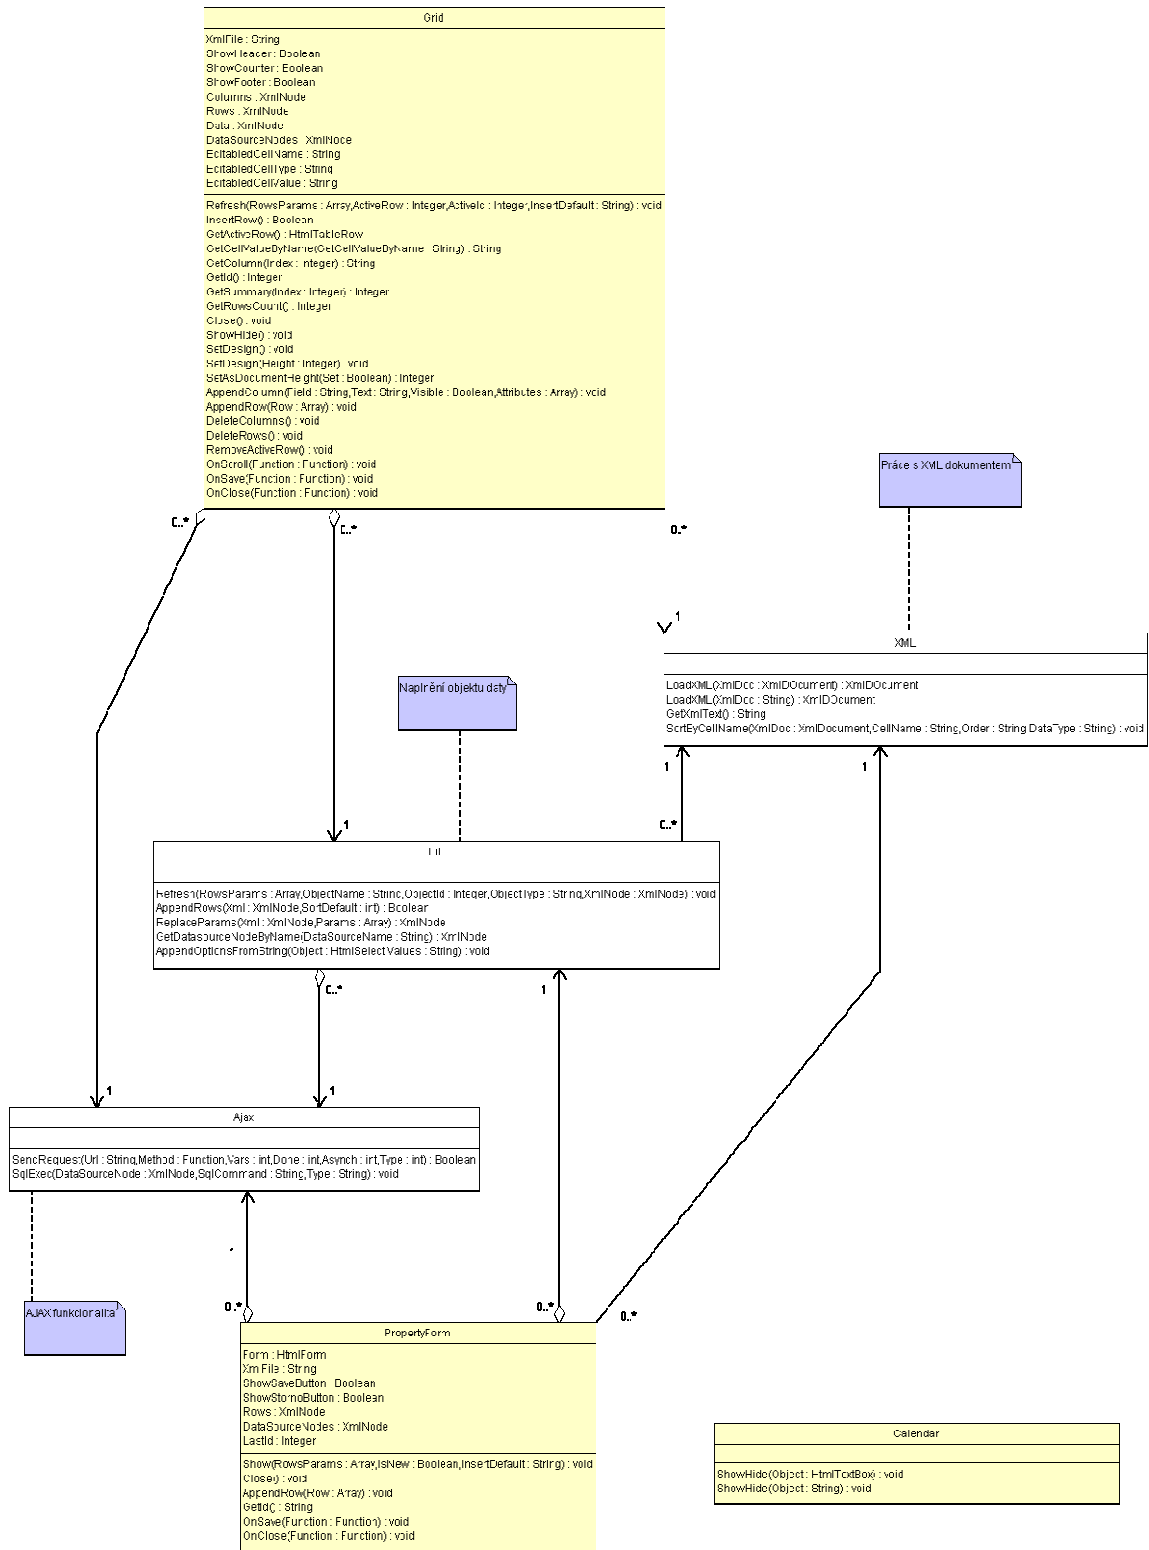 Grid
XmlFile : String
ShowHeader : Boolean
ShowCounter : Boolean
ShowFooter : Boolean
Columns : XmlNode
Rows : XmlNode
Data : XmlNode
DataSourceNodes : XmlNode
EditabledCellName : String
EditabledCellType : String
EditabledCellValue : String
Refresh(RowsParams : Array,ActiveRow : Integer,ActiveId : Integer,InsertDefault : String) : void
InsertRow() : Boolean
GetActiveRow() : HtmlTableRow
GetCellValueByName(GetCellValueByName : String) : String
GetColumn(Index : Integer) : String
GetId() : Integer
GetSummary(Index : Integer) : Integer
GetRowsCount() : Integer
Close() : void
ShowHide() : void
SetDesign() : void
SetDesign(Height : Integer) : void
SetAsDocumentHeight(Set : Boolean) : Integer
AppendColumn(Field : String,Text : String,Visible : Boolean,Attributes : Array) : void
AppendRow(Row : Array) : void
DeleteColumns() : void
DeleteRows() : void
RemoveActiveRow() : void
OnScroll(Function : Function) : void
OnSave(Function : Function) : void
OnClose(Function : Function) : void
Práce s XML dokumentem
0..*
0..*
0..*
1
XML
LoadXML(XmlDoc : XmlDOcument) : XmlDOcument
LoadXML(XmlDoc : String) : XmlDOcument
GetXmlText() : String
SortByCellName(XmlDoc : XmlDocument,CellName : String,Order : String,DataType : String) : void
Naplnění objektu daty
1
1
1
0..*
Refresh(RowsParams : Array,ObjectName : String,ObjectId : Integer,ObjectType : String,XmlNode : XmlNode) : void
AppendRows(Xml : XmlNode,SortDefault : int) : Boolean
ReplaceParams(Xml : XmlNode,Params : Array) : XmlNode
GetDatasourceNodeByName(DataSourceName : String) : XmlNode
AppendOptionsFromString(Object : HtmlSelect,Values : String) : void
0..*
1
1
1
Ajax
SendRequest(Url : String,Method : Function,Vars : int,Done : int,Asynch : int,Type : int) : Boolean
SqlExec(DataSourceNode : XmlNode,SqlCommand : String,Type : String) : void
AJAX funkcionalita
0..*
0..*
0..*
PropertyForm
Form : HtmlForm
XmlFile : String
ShowSaveButton : Boolean
ShowStornoButton : Boolean
Rows : XmlNode
DataSourceNodes : XmlNode
LastId : Integer
Show(RowsParams : Array,IsNew : Boolean,InsertDefault : String) : void
Close() : void
AppendRow(Row : Array) : void
GetId() : String
OnSave(Function : Function) : void
OnClose(Function : Function) : void
Calendar
ShowHide(Object : HtmlTextBox) : void
ShowHide(Object : String) : void